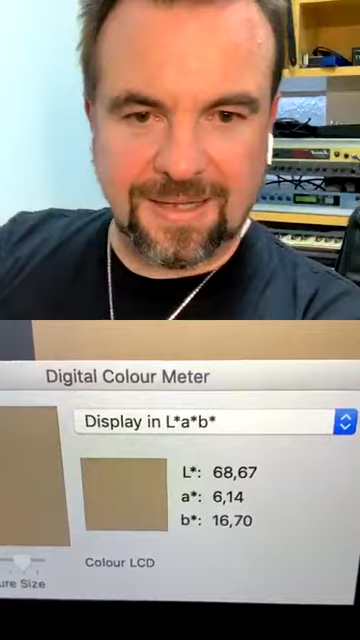 Digital Colour Meter
Display in L*a*b*
L*: 68,67
a*: 6,14
b*: 16,70
Colour LCD
ure Size